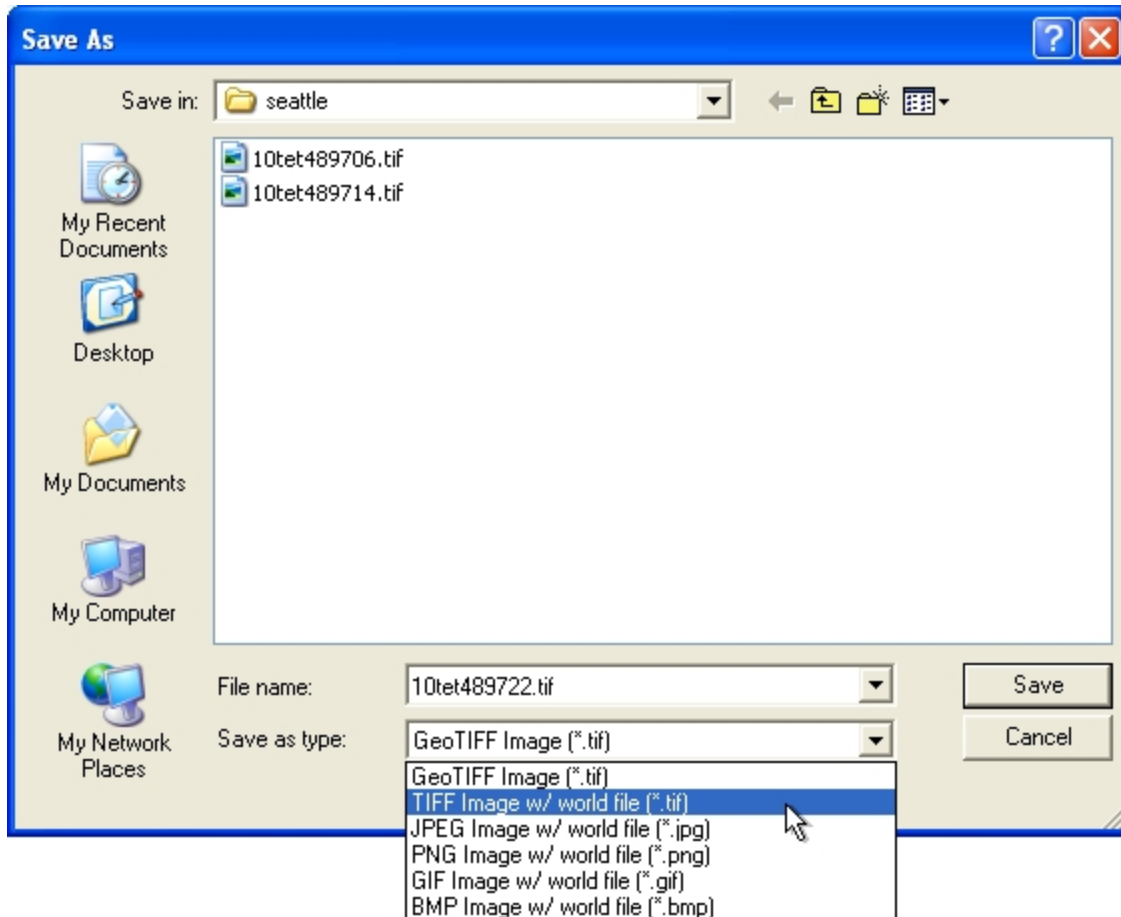 Save As
Save in:
seattle
10tet489706.tif
10tet489714.tif
My Recent
Documents
Desktop
My Documents
My Computer
My Network
Places
File name:
10tet489722.tif
Save
Save as type:
GeoTIFF Image (*.tif)
Cancel
GeoTIFF Image (*.tif)
TIFF Image w/ world file (*.tif)
JPEG Image w/ world file (*.jpg)
PNG Image w/ world file (*.png)
GIF Image w/ world file (*.gif)
BMP Image w/ world file (*.bmp)